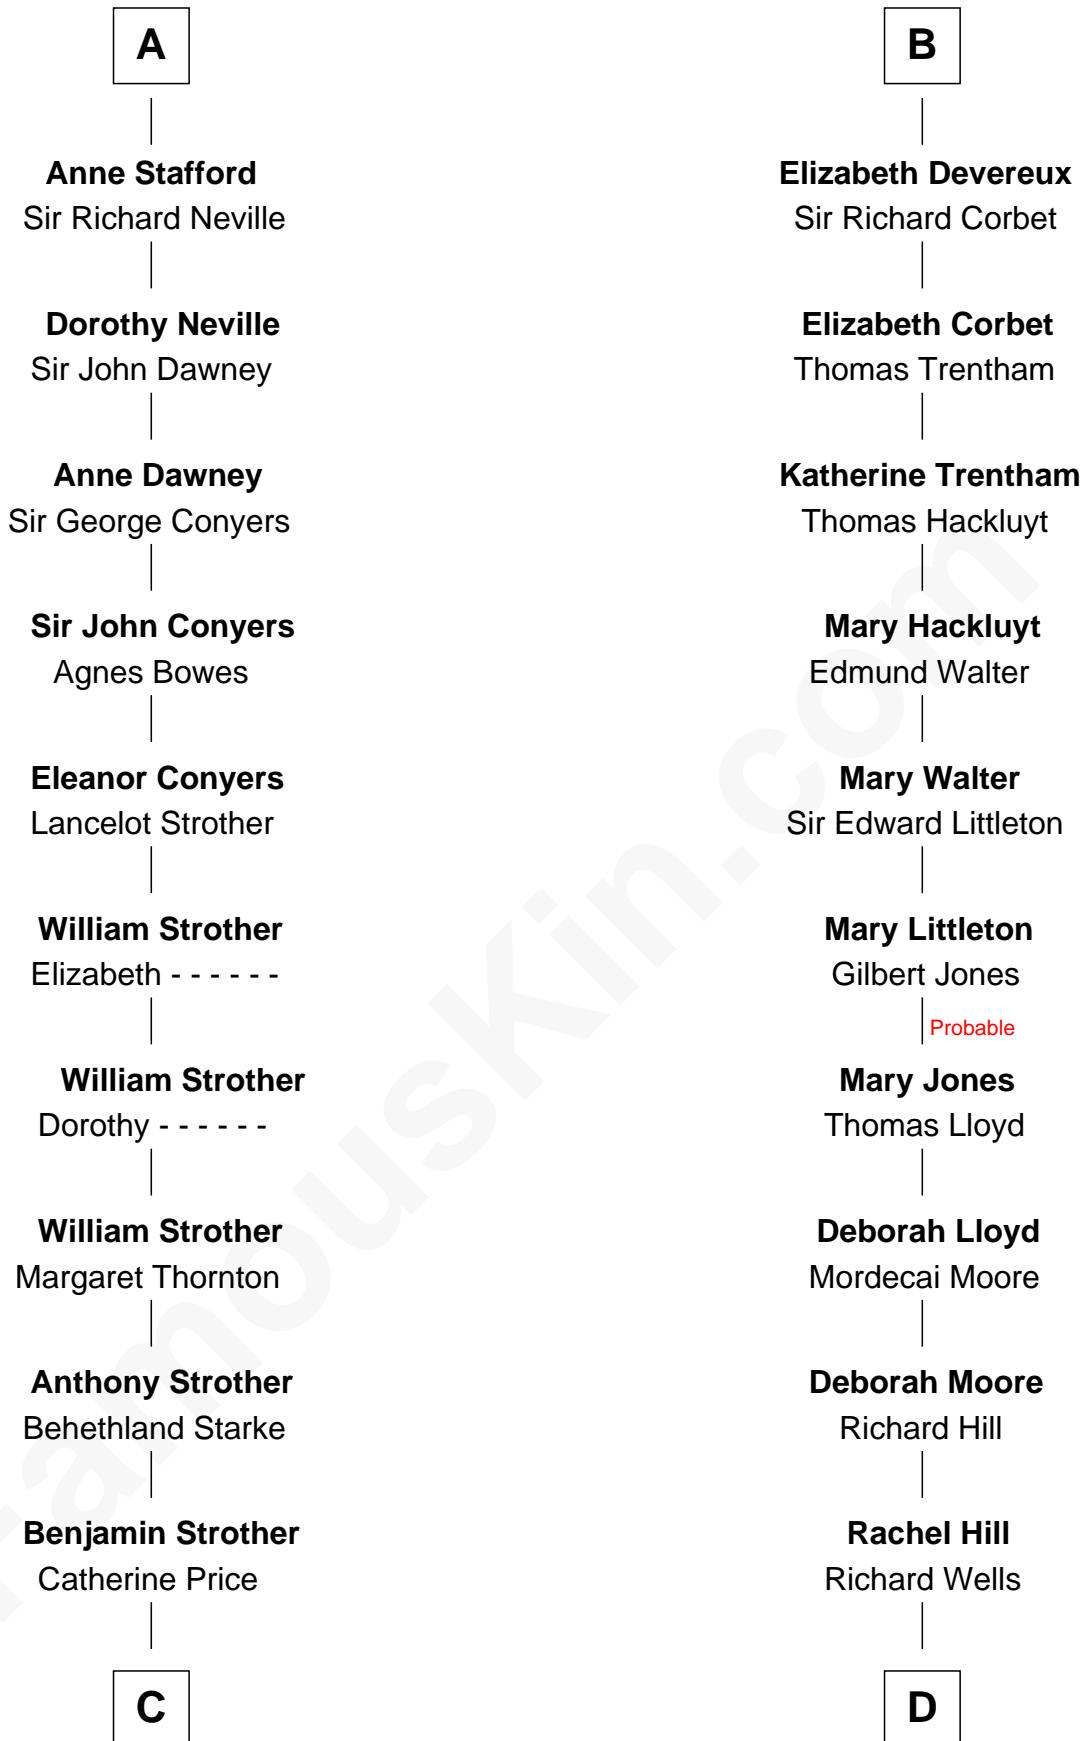 A
Anne Stafford
Sir Richard Neville
Dorothy Neville
Sir John Dawney
Anne Dawney
Sir George Conyers
Sir John Conyers
Agnes Bowes
Eleanor Conyers
Lancelot Strother
William Strother
Elizabeth - - - - - -
William Strother
Dorothy - - - - - -
William Strother
Margaret Thornton
Anthony Strother
Behethland Starke
Benjamin Strother
Catherine Price
C
B
Elizabeth Devereux
Sir Richard Corbet
Elizabeth Corbet
Thomas Trentham
Katherine Trentham
Thomas Hackluyt
Mary Hackluyt
Edmund Walter
Mary Walter
Sir Edward Littleton
Mary Littleton
Gilbert Jones
Probable
Mary Jones
Thomas Lloyd
Deborah Lloyd
Mordecai Moore
Deborah Moore
Richard Hill
Rachel Hill
Richard Wells
D
FamousKin.com